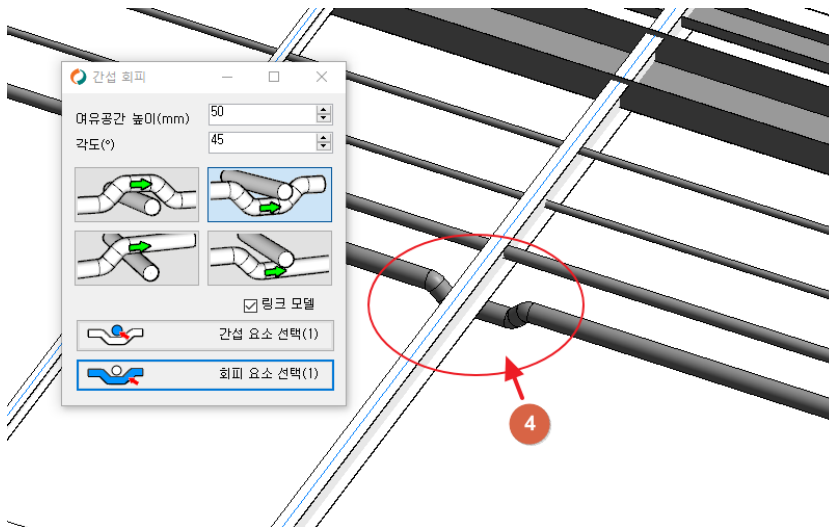 간섭 회피
여유공간 높이(mm)
50
각도(º)
45
링크 모델
간섭 요소 선택(1)
회피 요소 선택(1)
4